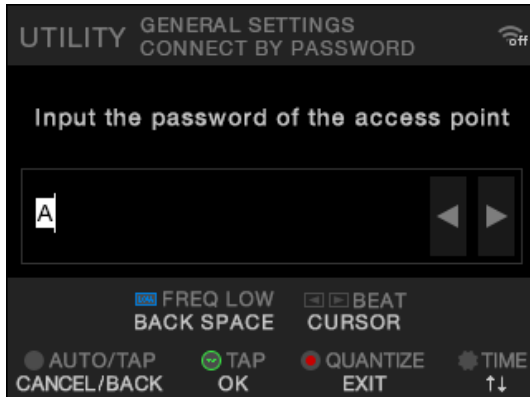 UTILITY GENERAL SETTINGS
CONNECT BY PASSWORD
off
Input the password of the access point
A
FREQ LOW BEAT
BACK SPACE CURSOR
AUTO/TAP TAP QUANTIZE TIME
CANCEL/BACK OK EXIT ↑↓